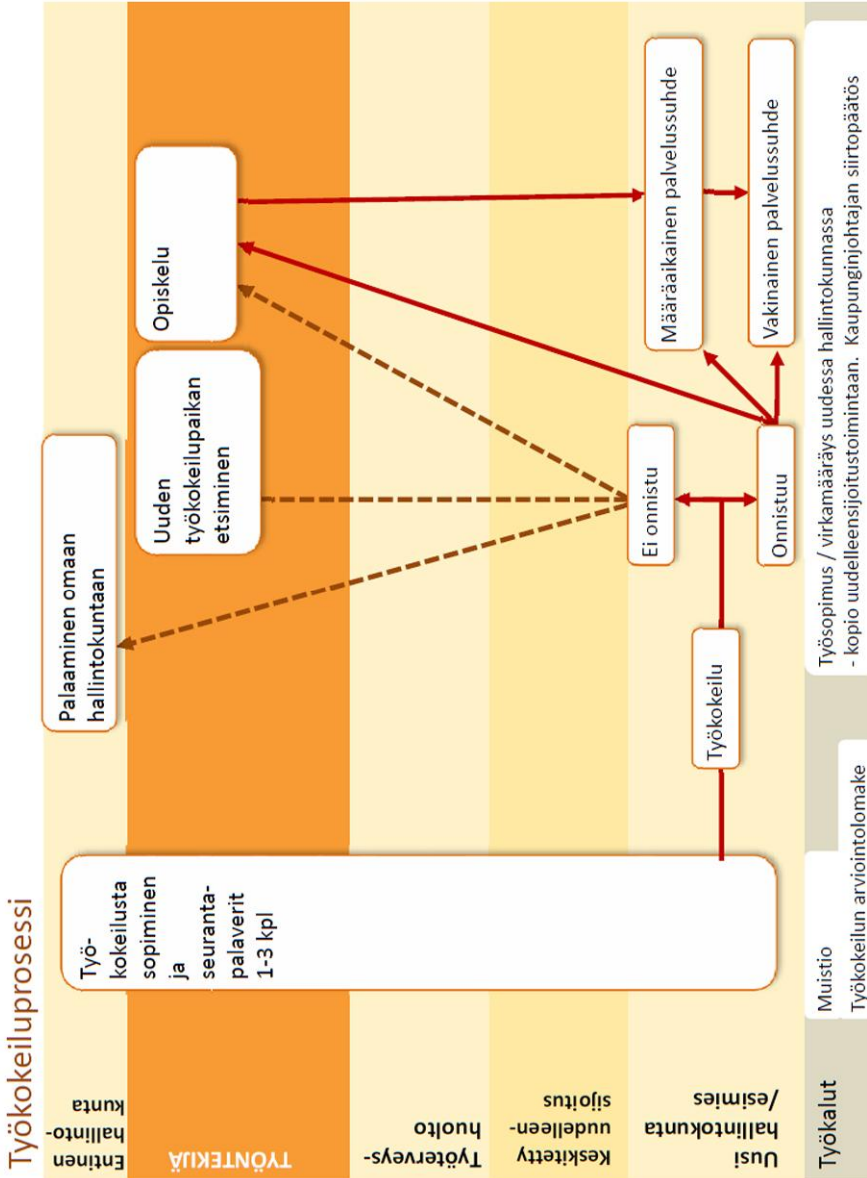 Työkokeiluprosessi
Entinen
hallinto-
kunta
TYÖNTEKIJÄ
Työterveys-
huolto
Keskitetty
uudelleen-
sijoitus
Uusi
hallintokunta
/esimies
Työkalut
Työ-
kokeilusta
sopiminen
ja
seuranta-
palaverit
1-3 kpl
Palaaminen omaan
hallintokuntaan
Uuden
työkokeilupaikan
etsiminen
Opiskelu
Työkokeilu
Ei onnistu
Onnistuu
Määräaikainen palvelussuhde
Vakinainen palvelussuhde
Muistio
Työkokeilun arviointolomake
Työsopimus / virkamääräys uudessa hallintokunnassa
- kopio uudelleensijoitustoimintaan. Kaupunginjohtajan siirtopäätös